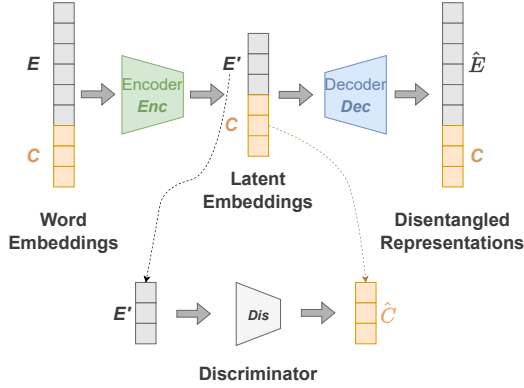 E
C
Word
Embeddings
Encoder
Enc
E'
C
Latent
Embeddings
Decoder
Dec
Ê
C
Disentangled
Representations
E'
Dis
Ĉ
Discriminator